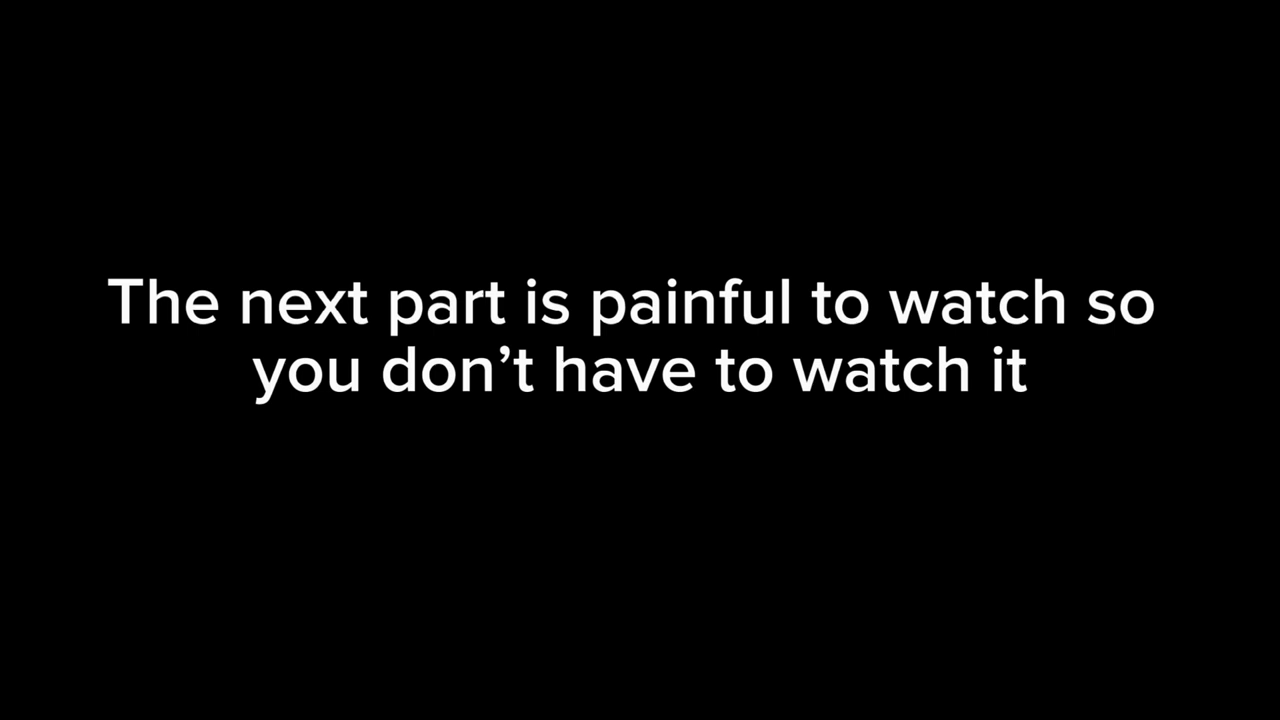 The next part is painful to watch so
you don’t have to watch it